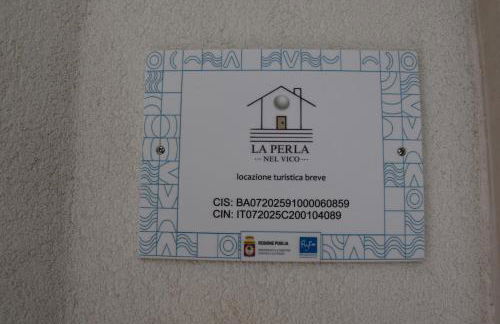 LA PERLA
NEL VICO
locazione turistica breve
CIS: BA07202591000060859
CIN: IT072025C200104089
REGIONE PUGLIA